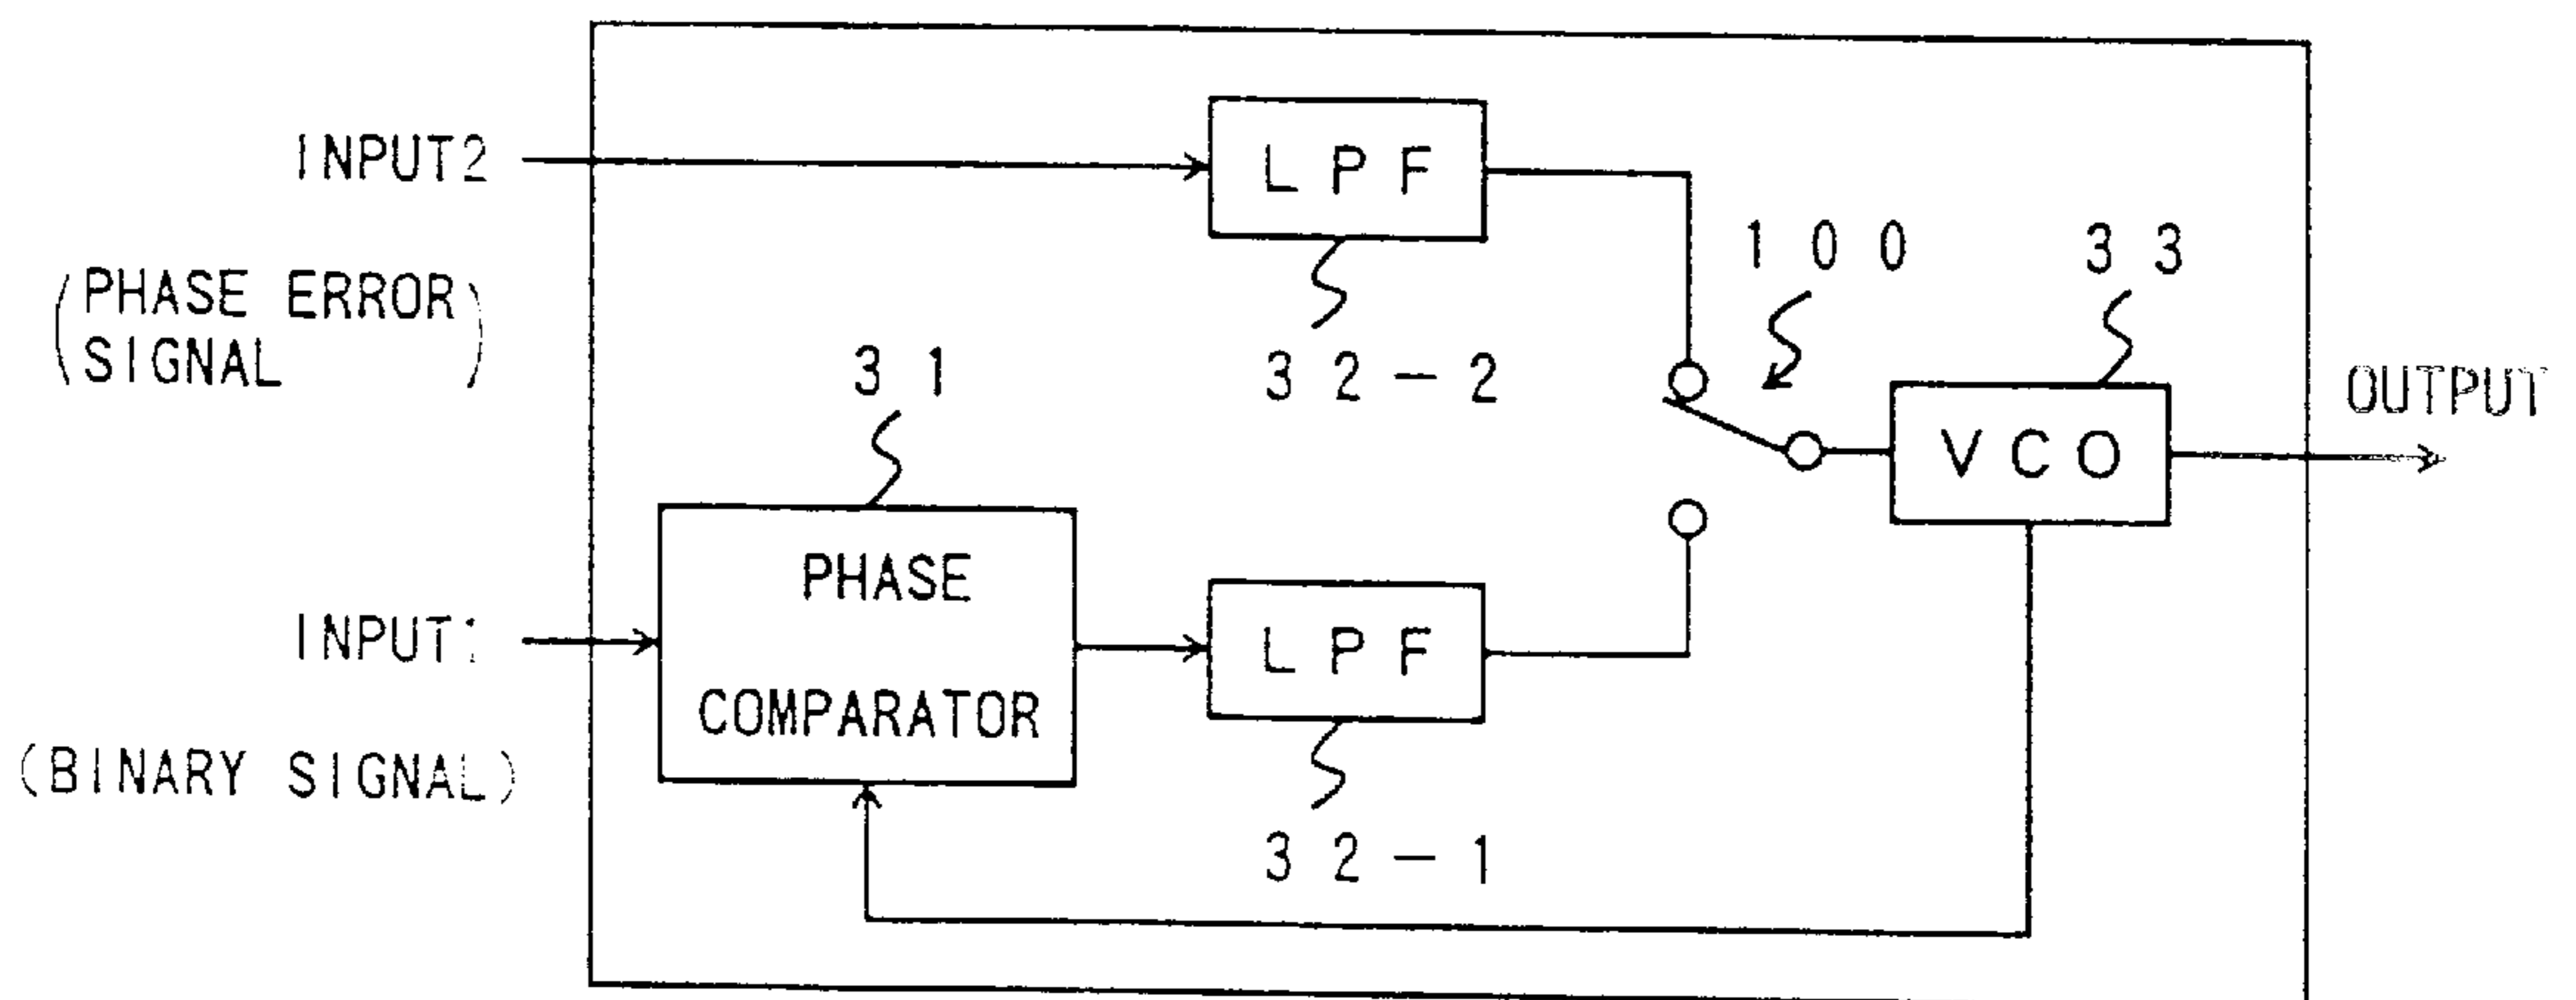 INPUT2
LPF
100
33
(PHASE ERROR
SIGNAL)
32-2
31
OUTPUT
VCO
PHASE
COMPARATOR
INPUT1
LPF
(BINARY SIGNAL)
32-1